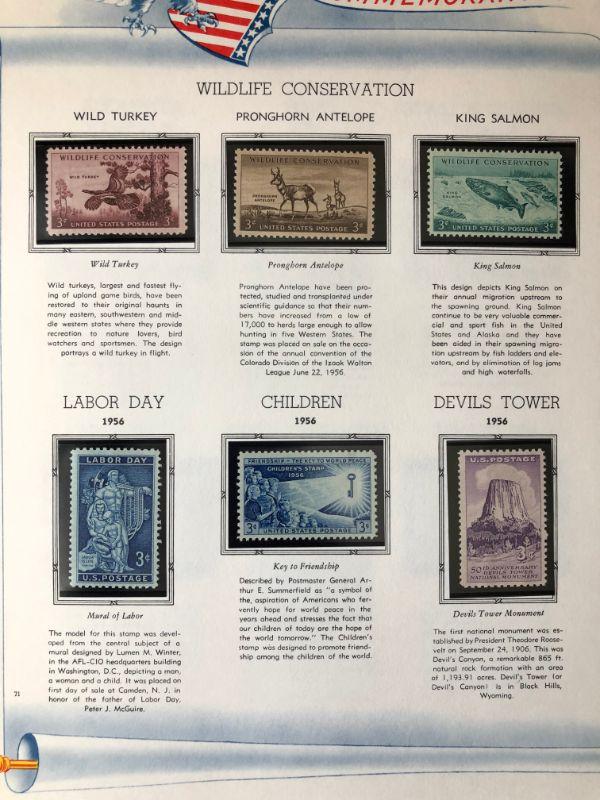 WILDLIFE CONSERVATION
WILD TURKEY
WILDLIFE CONSERVATION
WILD TURKEY
3¢ UNITED STATES POSTAGE
Wild Turkey
Wild turkeys, largest and fastest fly-
ing of upland game birds, have been
restored to their original haunts in
many eastern, southwestern and mid-
dle western states where they provide
recreation to nature lovers, bird
watchers and sportsmen. The design
portrays a wild turkey in flight.
PRONGHORN ANTELOPE
WILDLIFE CONSERVATION
PRONGHORN
ANTELOPE
3¢ UNITED STATES POSTAGE
Pronghorn Antelope
Pronghorn Antelope have been pro-
tected, studied and transplanted under
scientific guidance so that their num-
bers have increased from a low of
17,000 to herds large enough to allow
hunting in five Western States. The
stamp was placed on sale on the occa-
sion of the annual convention of the
Colorado Division of the Izaak Walton
League June 22, 1956.
KING SALMON
WILDLIFE CONSERVATION
KING
SALMON
UNITED STATES POSTAGE 3¢
King Salmon
This design depicts King Salmon on
their annual migration upstream to
the spawning ground. King Salmon
continue to be very valuable commer-
cial and sport fish in the United
States and Alaska and they have
been aided in their spawning migra-
tion upstream by fish ladders and ele-
vators, and by elimination of log jams
and high waterfalls.
LABOR DAY
1956
LABOR DAY
3¢
U.S. POSTAGE
Mural of Labor
The model for this stamp was devel-
oped from the central subject of a
mural designed by Lumen M. Winter,
in the AFL-CIO headquarters building
in Washington, D.C., depicting a man,
a woman and a child. It was placed on
first day of sale at Camden, N. J. in
honor of the father of Labor Day,
Peter J. McGuire.
CHILDREN
1956
FRIENDSHIP—THE KEY TO WORLD PEACE
CHILDREN'S STAMP
1956
3¢ UNITED STATES POSTAGE 3¢
Key to Friendship
Described by Postmaster General Ar-
thur E. Summerfield as "a symbol of
the, aspiration of Americans who fer-
vently hope for world peace in the
years ahead and stresses the fact that
our children of today are the hope of
the world tomorrow." The Children's
stamp was designed to promote friend-
ship among the children of the world.
DEVILS TOWER
1956
U.S. POSTAGE
3¢
50TH ANNIVERSARY
DEVILS TOWER
NATIONAL MONUMENT
Devils Tower Monument
The first national monument was es-
tablished by President Theodore Roose-
velt on September 24, 1906. This was
Devil's Canyon, a remarkable 865 ft.
natural rock formation with an area
of 1,193.91 acres. Devil's Tower (or
Devil's Canyon) is in Black Hills,
Wyoming.
71